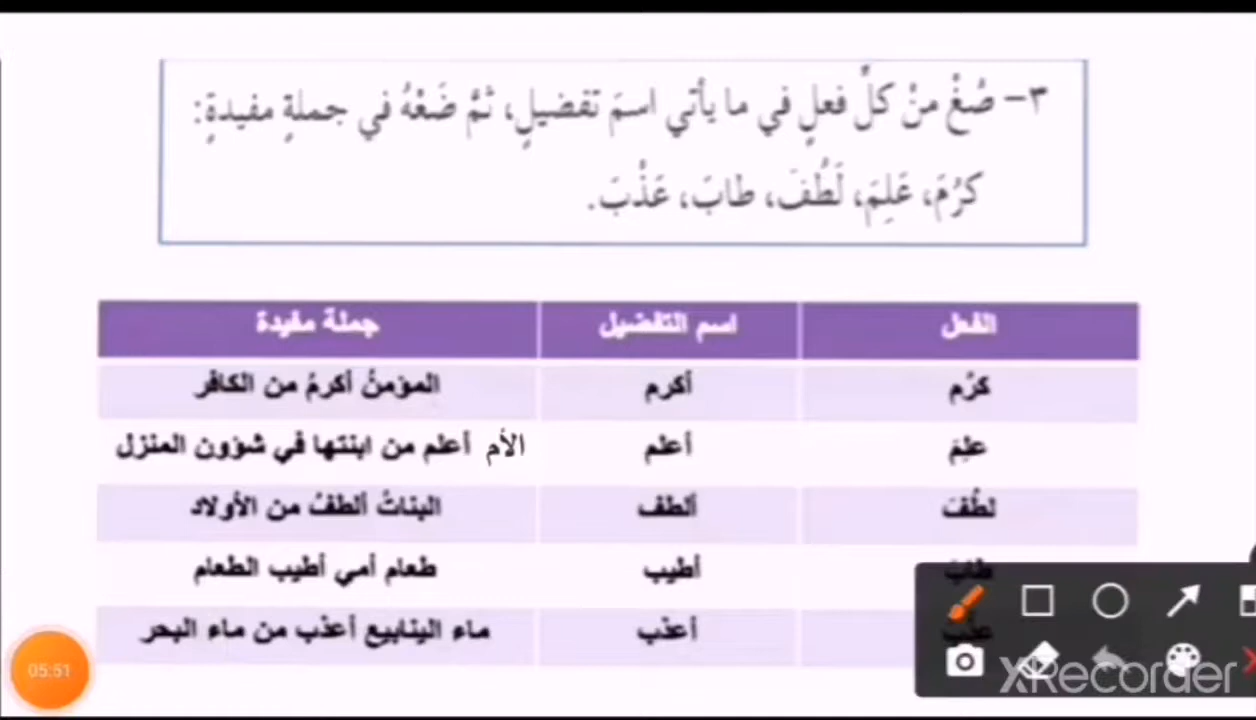 ٣- صُغْ منْ كلِّ فعلٍ في ما يأتي اسمَ تفضيلٍ، ثمَّ ضَعْهُ في جملةٍ مفيدةٍ:
كرُمَ، عَلِمَ، لَطُفَ، طابَ، عَذْبَ.
الفعل اسم التفضيل جملة مفيدة
كرُم أكرم المؤمنُ أكرمُ من الكافر
علِمَ أعلم الأم أعلم من ابنتها في شؤون المنزل
لطُفَ ألطف البناتُ ألطفُ من الأولاد
طابَ أطيب طعام أمي أطيب الطعام
عذب أعذب ماء الينابيع أعذب من ماء البحر
05:51
XRecorder